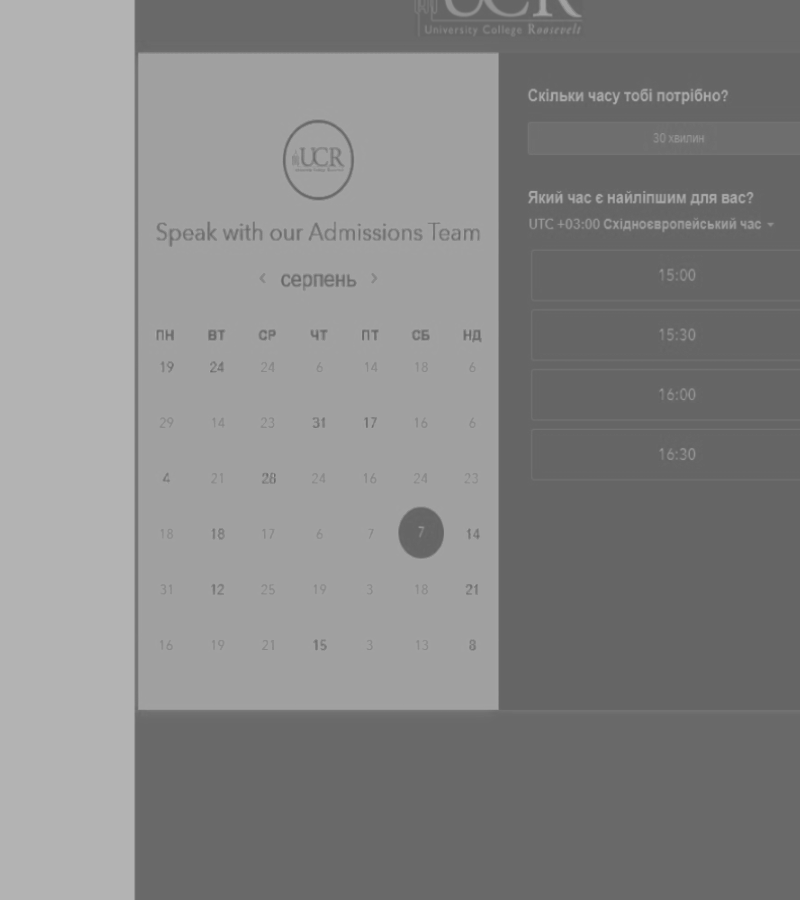 UCR
University College Roosevelt
UCR
Speak with our Admissions Team
‹ серпень ›
ПН ВТ СР ЧТ ПТ СБ НД
19 24 24 6 14 18 6
29 14 23 31 17 16 6
4 21 28 24 16 24 23
18 18 17 6 7 7 14
31 12 25 19 3 18 21
16 19 21 15 3 13 8
Скільки часу тобі потрібно?
30 хвилин
Який час є найліпшим для вас?
UTC +03:00 Східноєвропейський час
15:00
15:30
16:00
16:30